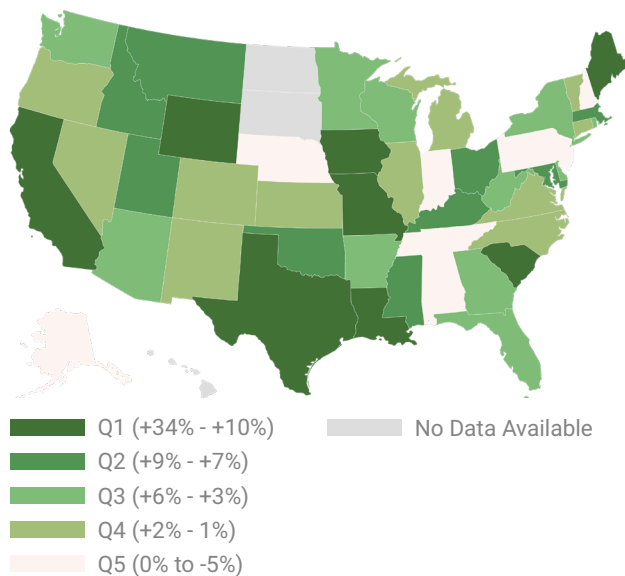 Q1 (+34% - +10%)
No Data Available
Q2 (+9% - +7%)
Q3 (+6% - +3%)
Q4 (+2% - 1%)
Q5 (0% to -5%)